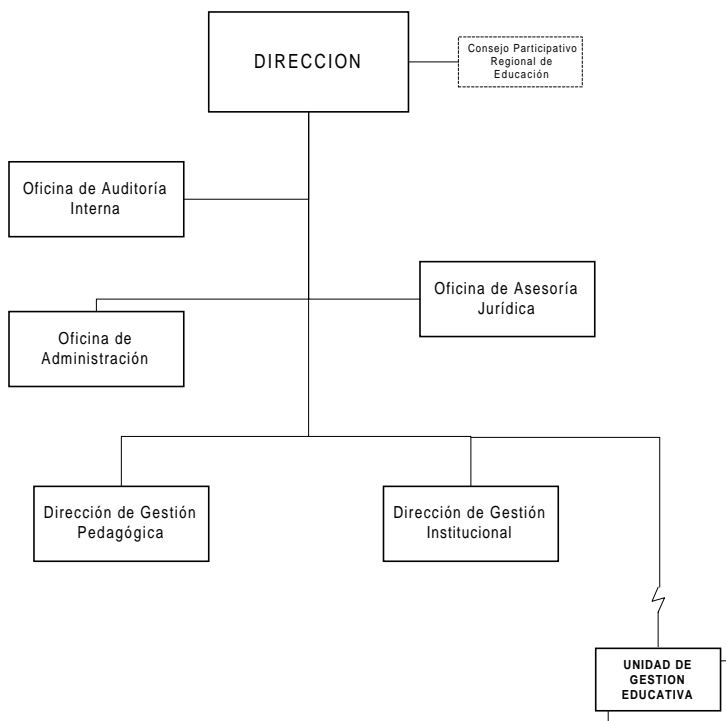 DIRECCION
Consejo Participativo
Regional de
Educación
Oficina de Auditoría
Interna
Oficina de Asesoría
Jurídica
Oficina de
Administración
Dirección de Gestión
Pedagógica
Dirección de Gestión
Institucional
UNIDAD DE
GESTION
EDUCATIVA